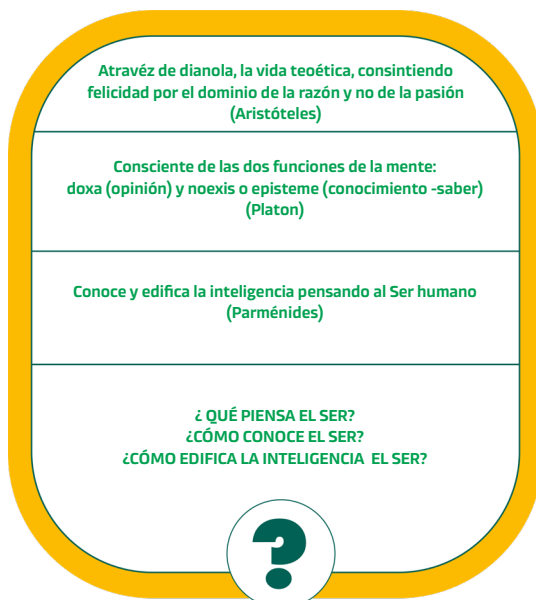 Atravéz de dianola, la vida teoética, consintiendo
felicidad por el dominio de la razón y no de la pasión
(Aristóteles)
Consciente de las dos funciones de la mente:
doxa (opinión) y noexis o episteme (conocimiento -saber)
(Platon)
Conoce y edifica la inteligencia pensando al Ser humano
(Parménides)
¿ QUÉ PIENSA EL SER?
¿CÓMO CONOCE EL SER?
¿CÓMO EDIFICA LA INTELIGENCIA  EL SER?
?